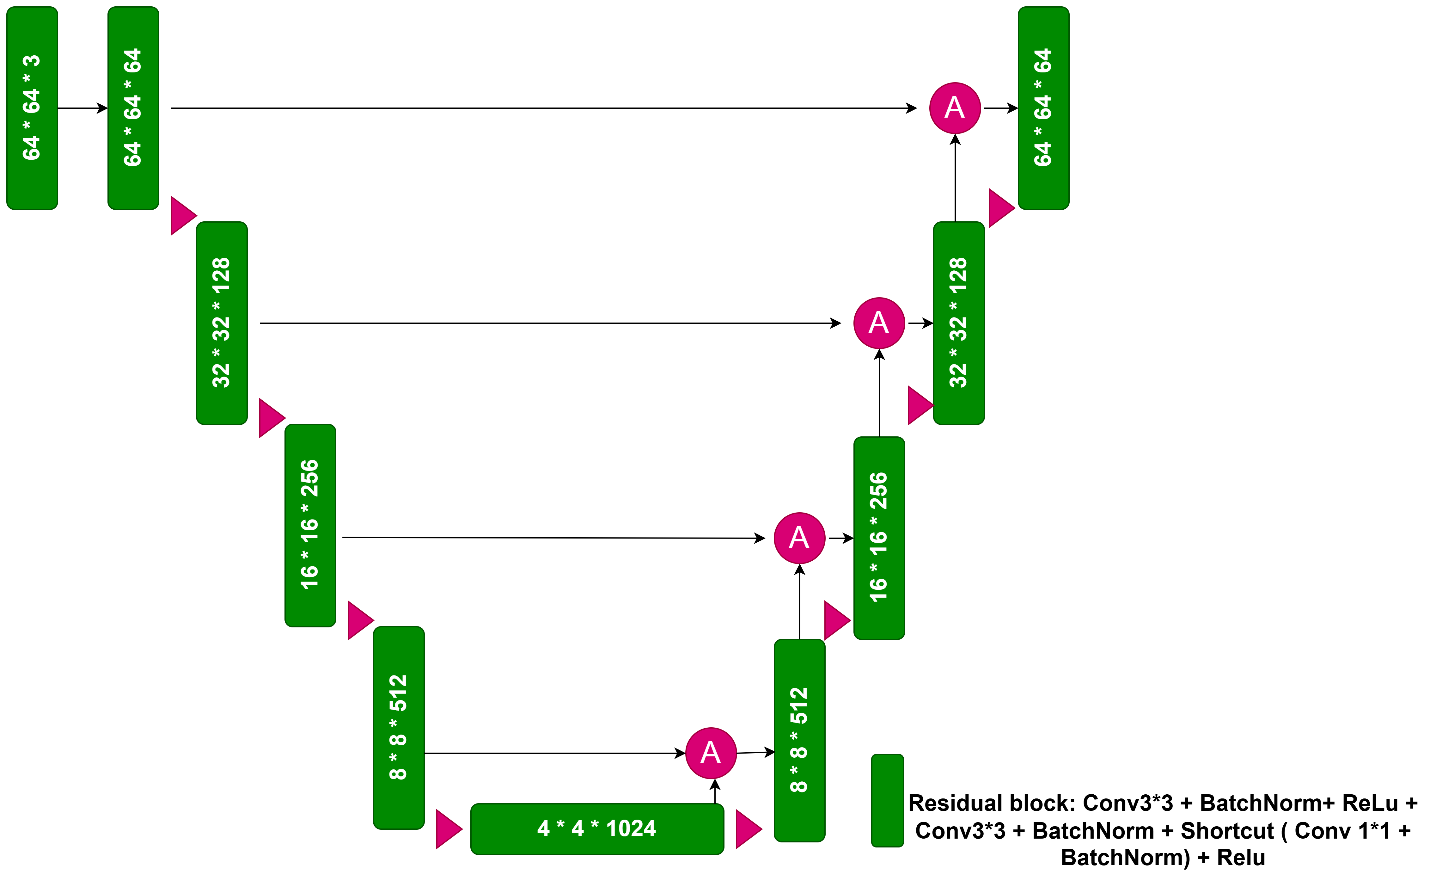 64 * 64 * 3
64 * 64 * 64
A
64 * 64 * 64
32 * 32 * 128
A
32 * 32 * 128
16 * 16 * 256
A
16 * 16 * 256
8 * 8 * 512
A
8 * 8 * 512
4 * 4 * 1024
Residual block: Conv3*3 + BatchNorm+ ReLu +
Conv3*3 + BatchNorm + Shortcut ( Conv 1*1 +
BatchNorm) + Relu